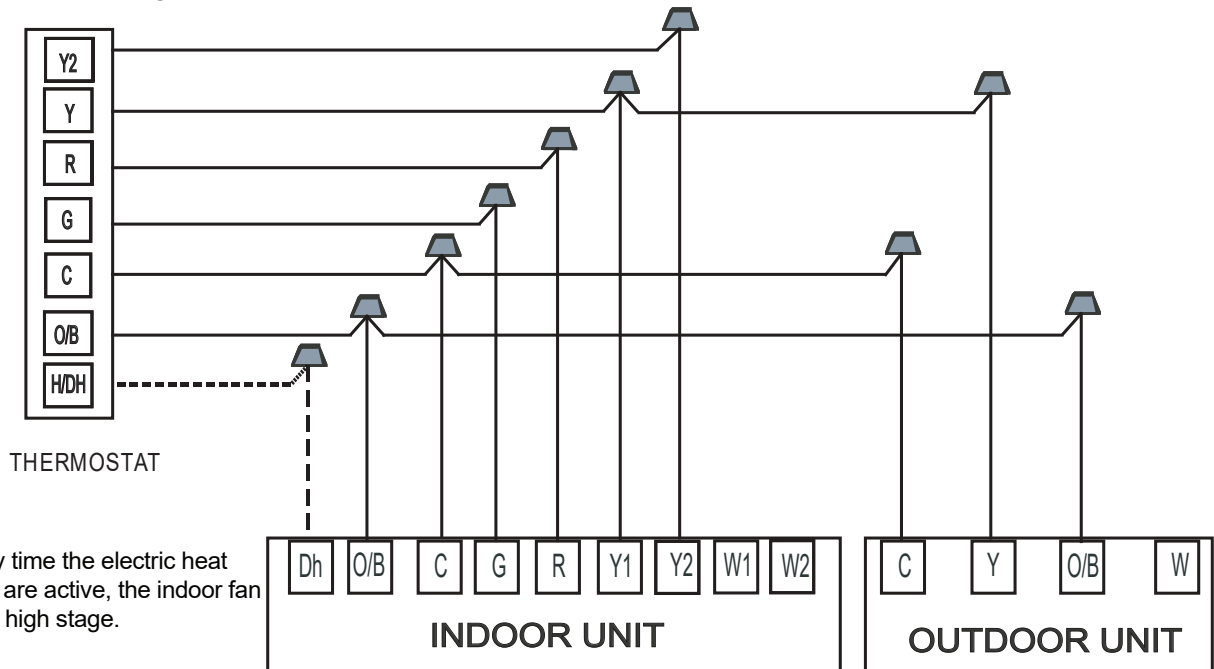 Y2
Y
R
G
C
O/B
H/DH
THERMOSTAT
time the electric heat
are active, the indoor fan
high stage.
Dh O/B C G R Y1 Y2 W1 W2
INDOOR UNIT
C Y O/B W
OUTDOOR UNIT